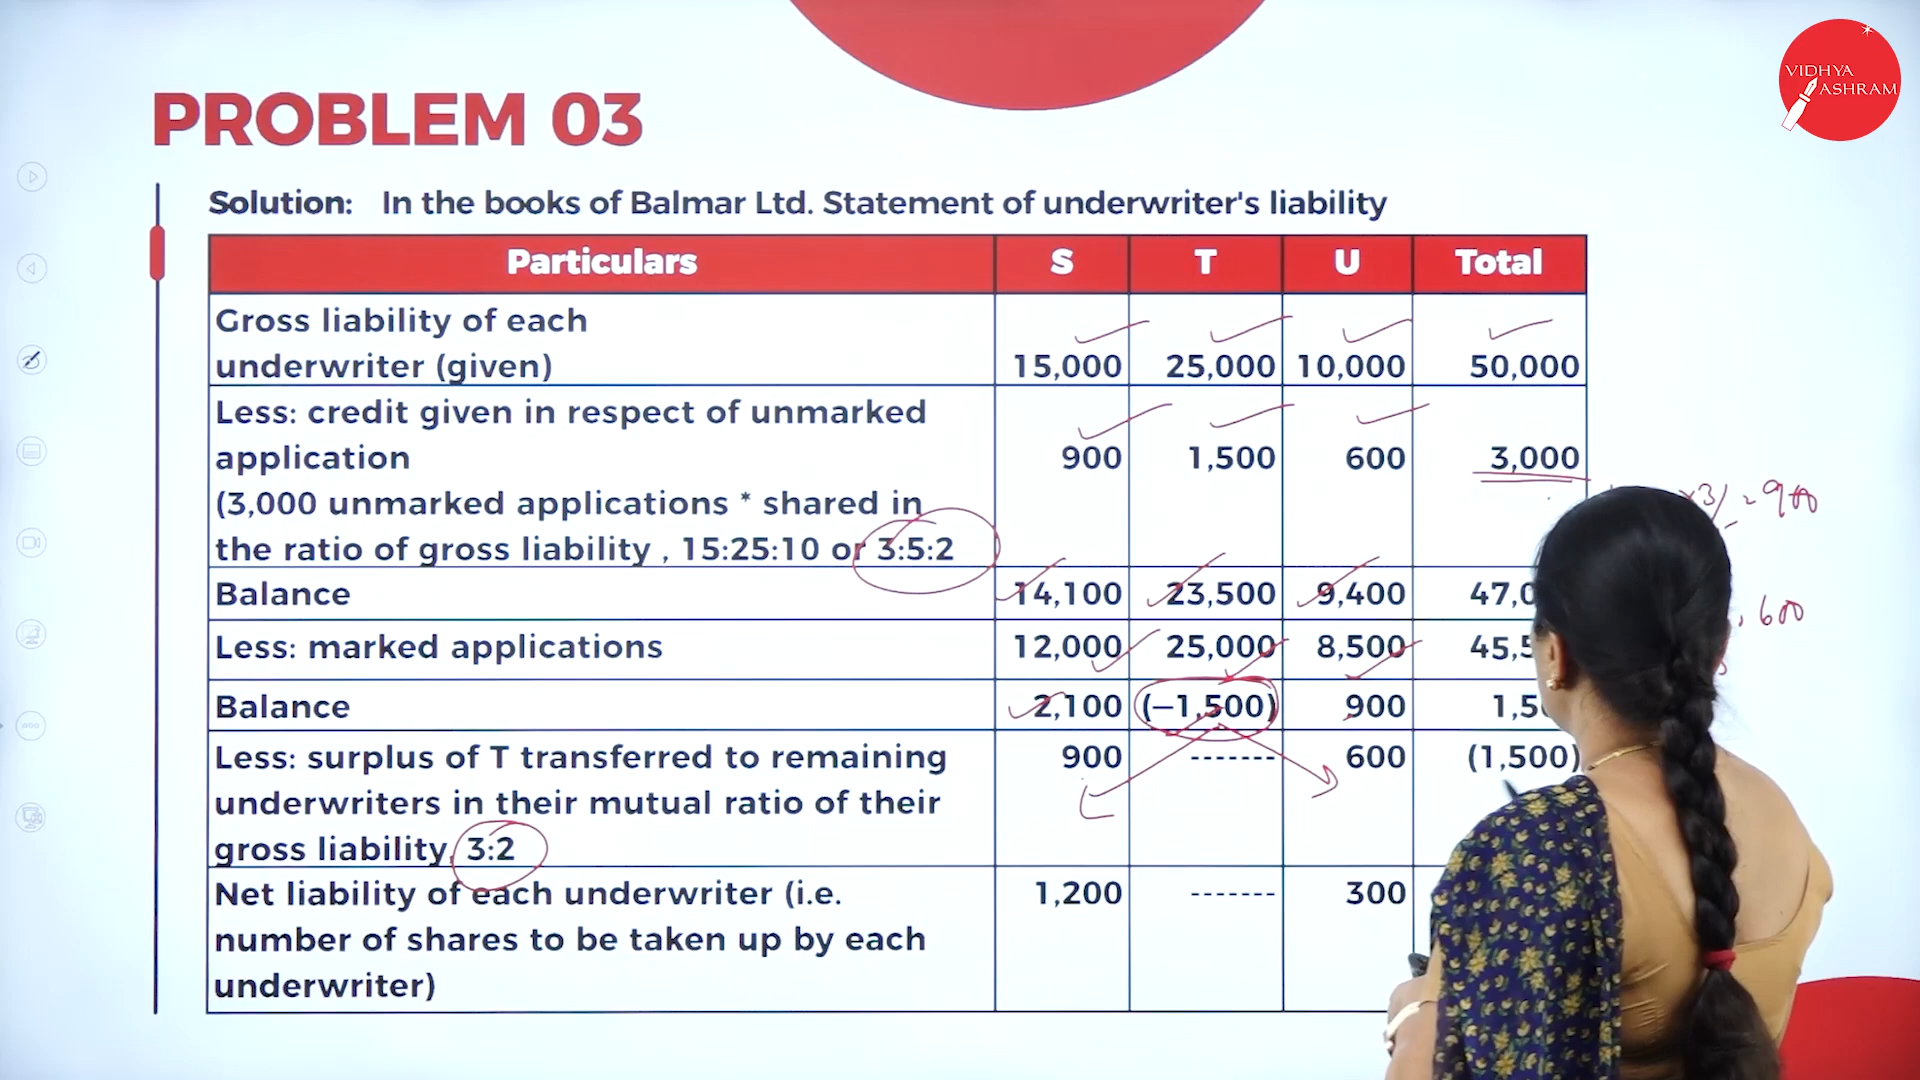 VIDHYA
ASHRAM
PROBLEM 03
Solution: In the books of Balmar Ltd. Statement of underwriter's liability
Particulars S T U Total
Gross liability of each
underwriter (given) 15,000 25,000 10,000 50,000
Less: credit given in respect of unmarked
application 900 1,500 600 3,000
(3,000 unmarked applications * shared in
the ratio of gross liability , 15:25:10 or 3:5:2
= 900
Balance 14,100 23,500 9,400
600
Less: marked applications 12,000 25,000 8,500
Balance 2,100 (–1,500) 900
Less: surplus of T transferred to remaining 900 ------- 600 (1,500)
underwriters in their mutual ratio of their
gross liability, 3:2
Net liability of each underwriter (i.e. 1,200 ------- 300
number of shares to be taken up by each
underwriter)